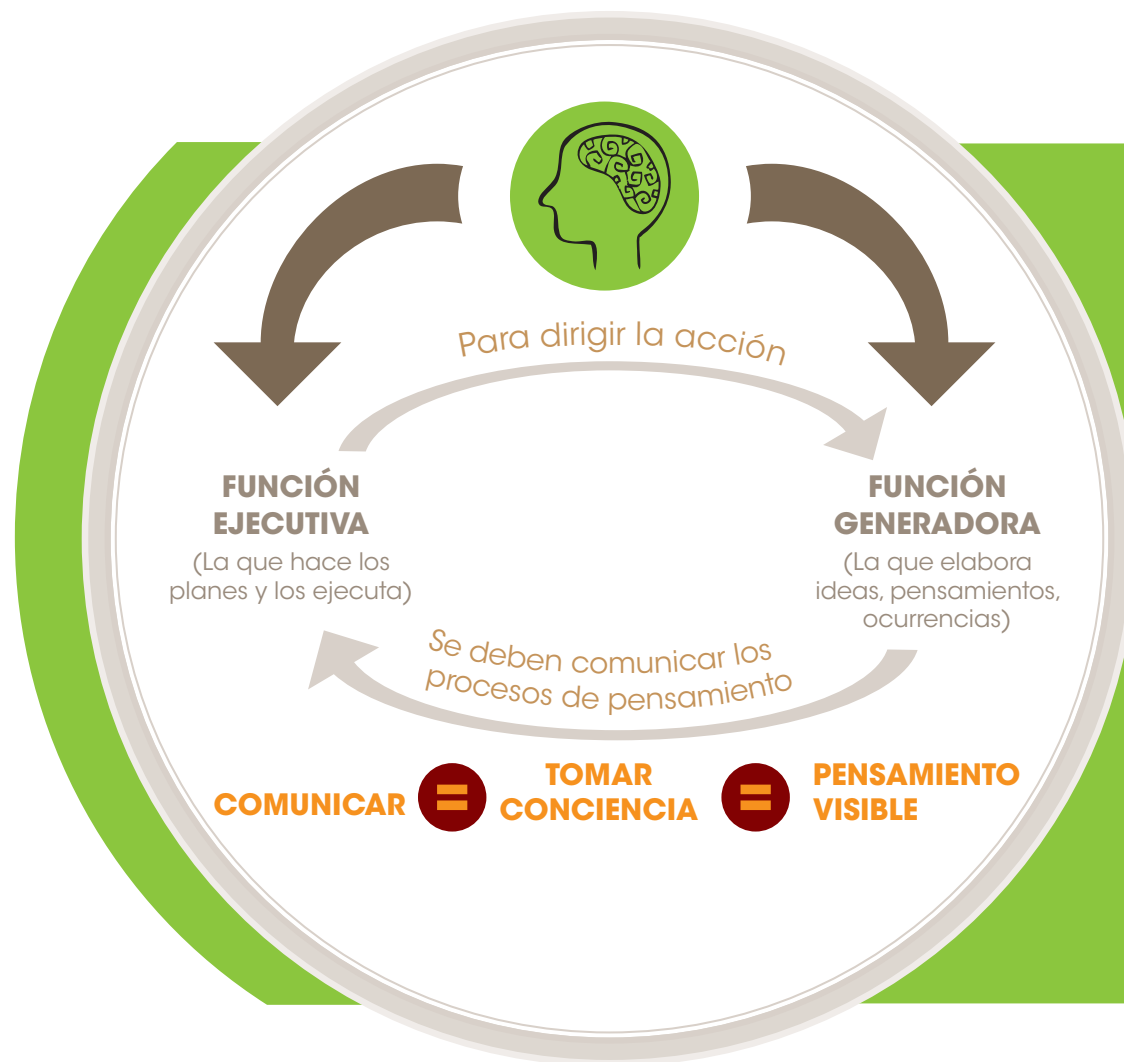 Para dirigir la acción
FUNCIÓN
EJECUTIVA
(La que hace los
planes y los ejecuta)
FUNCIÓN
GENERADORA
(La que elabora
ideas, pensamientos,
ocurrencias)
Se deben comunicar los
procesos de pensamiento
COMUNICAR
=
TOMAR
CONCIENCIA
=
PENSAMIENTO
VISIBLE